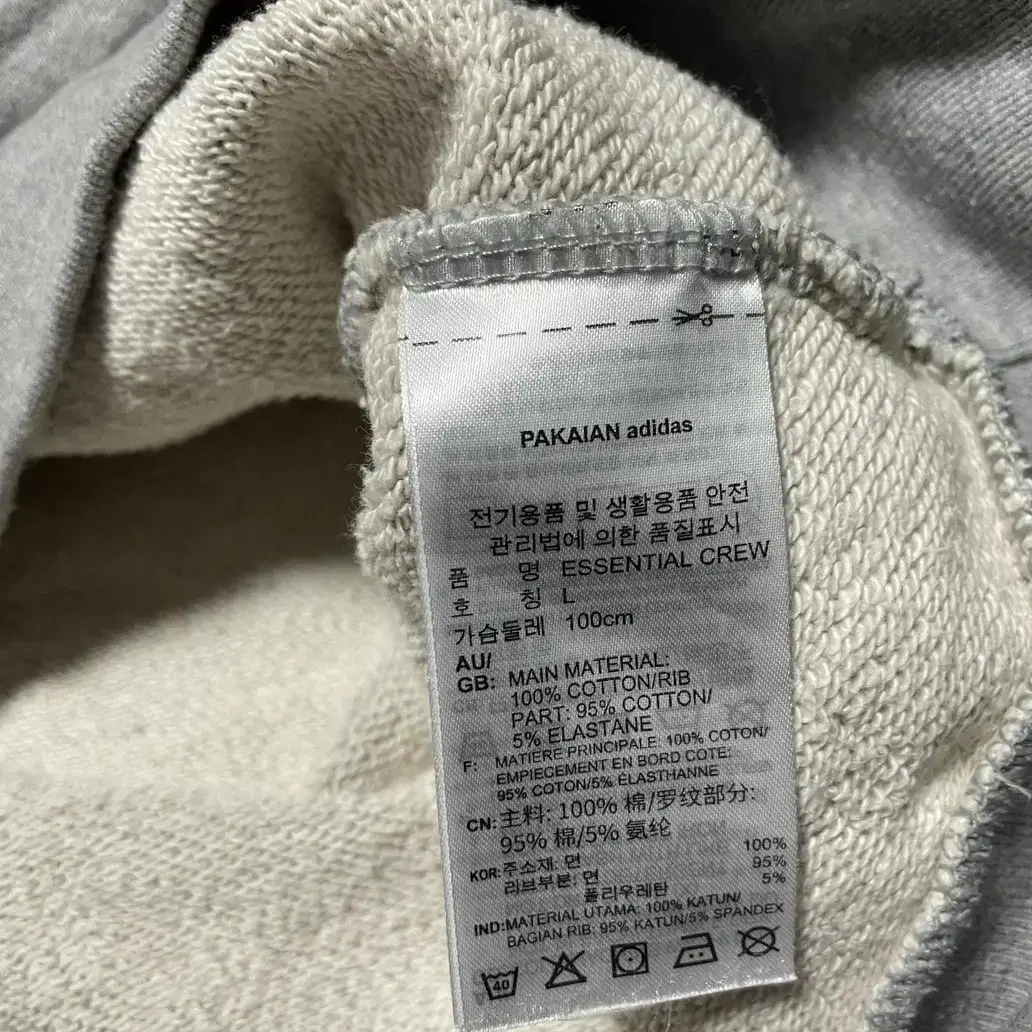 PAKAIAN adidas
전기용품 및 생활용품 안전
관리법에 의한 품질표시
품 명 ESSENTIAL CREW
호 칭 L
가슴둘레 100cm
AU/
GB: MAIN MATERIAL:
100% COTTON/RIB
PART: 95% COTTON/
5% ELASTANE
F: MATIERE PRINCIPALE: 100% COTON/
EMPIECEMENT EN BORD COTE:
95% COTON/5% ÉLASTHANNE
CN: 主料: 100% 棉/罗纹部分:
95% 棉/5% 氨纶
KOR: 주소재: 면 100%
리브부분: 면 95%
폴리우레탄 5%
IND: MATERIAL UTAMA: 100% KATUN/
BAGIAN RIB: 95% KATUN/5% SPANDEX
40